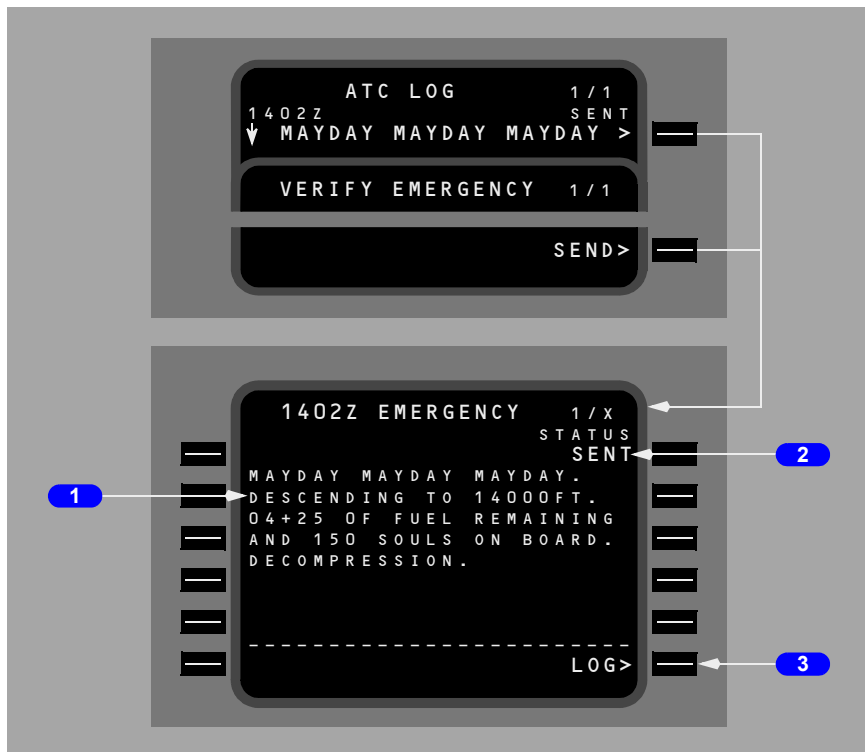 ATC LOG 1/1
1402Z SENT
MAYDAY MAYDAY MAYDAY >
VERIFY EMERGENCY 1/1
SEND>
1402Z EMERGENCY 1/X
STATUS
SENT
2
MAYDAY MAYDAY MAYDAY.
1
DESCENDING TO 14000FT.
04+25 OF FUEL REMAINING
AND 150 SOULS ON BOARD.
DECOMPRESSION.
------------------------
LOG>
3